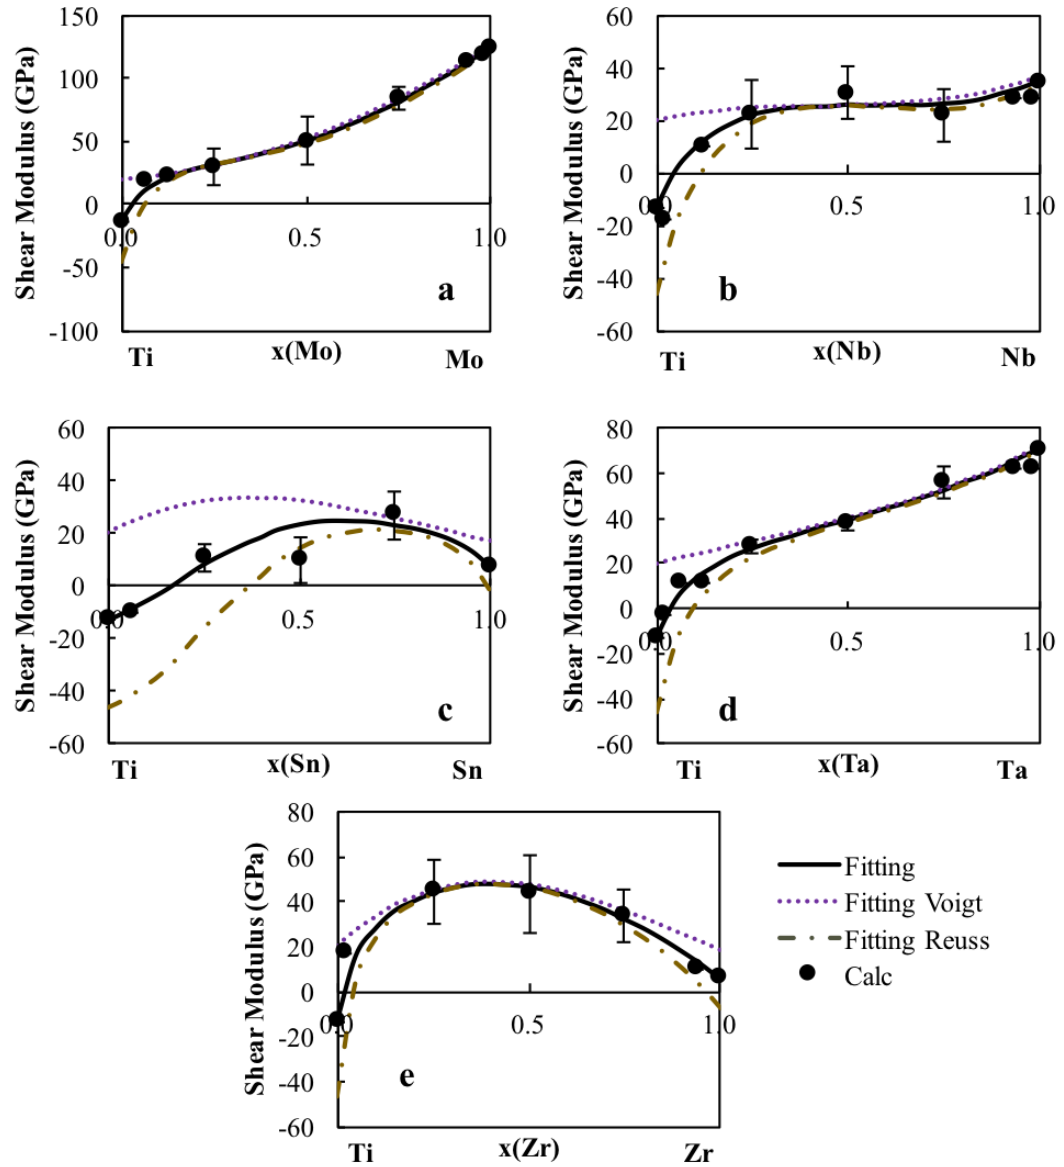 Shear Modulus (GPa)
150
100
50
0
-50
-100
0.0
0.5
1.0
a
Ti
x(Mo)
Mo
Shear Modulus (GPa)
60
40
20
0
-20
-40
-60
0.0
0.5
1.0
b
Ti
x(Nb)
Nb
Shear Modulus (GPa)
60
40
20
0
-20
-40
-60
0.0
0.5
1.0
c
Ti
x(Sn)
Sn
Shear Modulus (GPa)
80
60
40
20
0
-20
-40
-60
0.0
0.5
1.0
d
Ti
x(Ta)
Ta
Shear Modulus (GPa)
80
60
40
20
0
-20
-40
-60
0.0
0.5
1.0
e
Ti
x(Zr)
Zr
Fitting
Fitting Voigt
Fitting Reuss
Calc